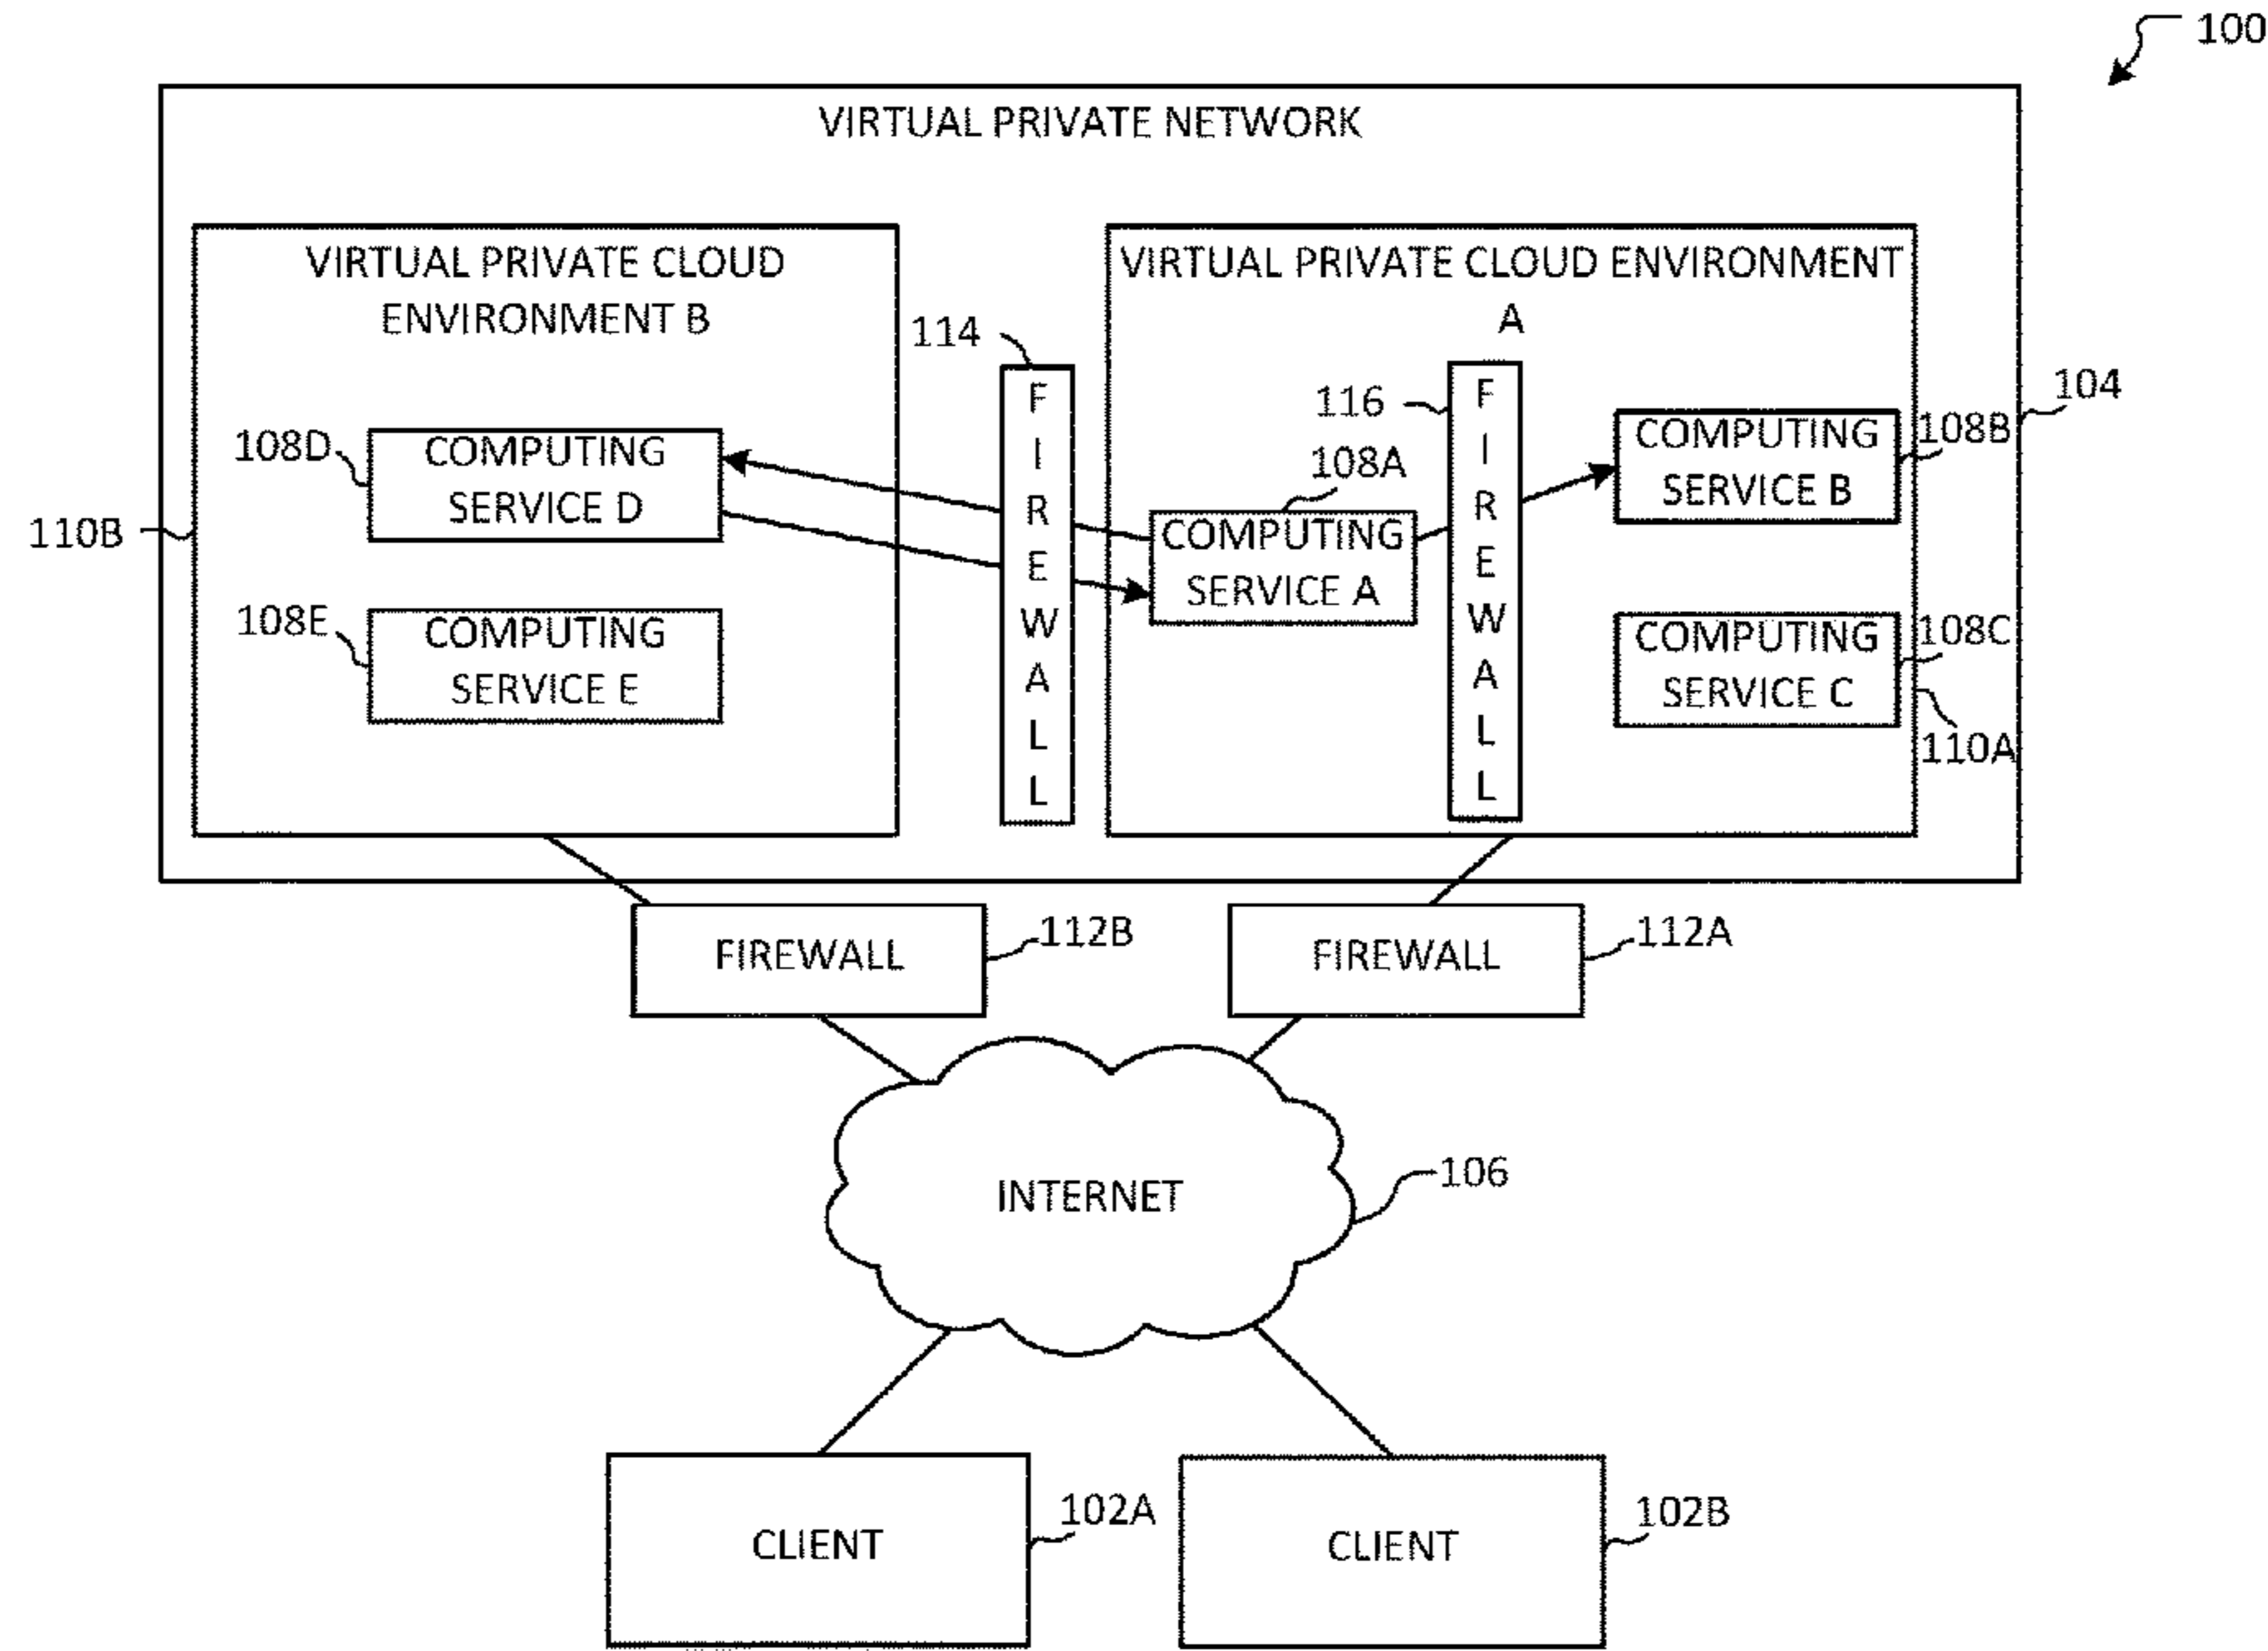 100
VIRTUAL PRIVATE NETWORK
VIRTUAL PRIVATE CLOUD
ENVIRONMENT B
VIRTUAL PRIVATE CLOUD ENVIRONMENT
A
114
FIREWALL
116
FIREWALL
104
108D
COMPUTING
SERVICE D
108A
COMPUTING
SERVICE A
COMPUTING
SERVICE B
108B
110B
108E
COMPUTING
SERVICE E
COMPUTING
SERVICE C
108C
110A
FIREWALL
112B
FIREWALL
112A
INTERNET
106
CLIENT
102A
CLIENT
102B